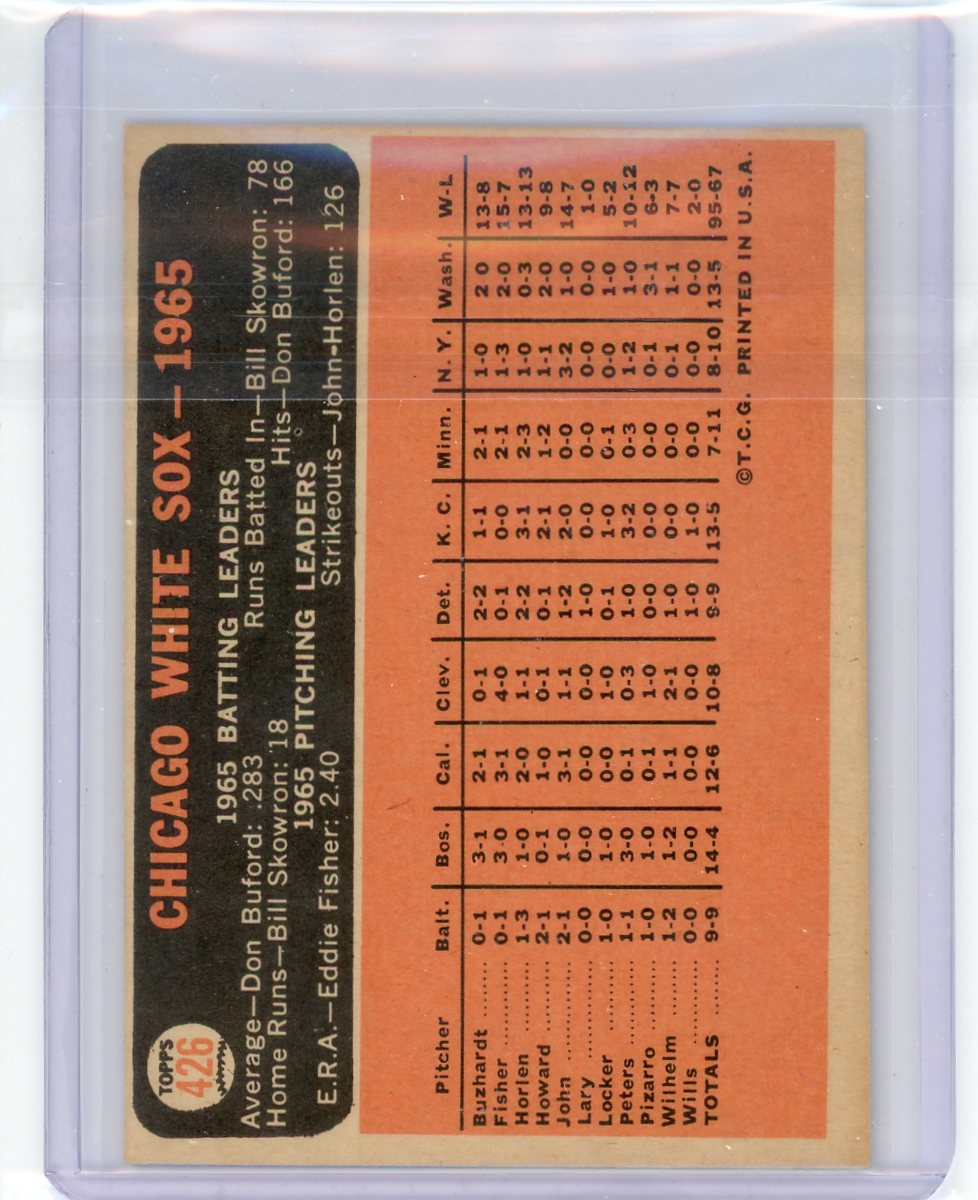 CHICAGO WHITE SOX — 1965
TOPPS
426
1965 BATTING LEADERS
Average—Don Buford: .283 Runs Batted In—Bill Skowron: 78
Home Runs—Bill Skowron: 18 Hits—Don Buford: 166
1965 PITCHING LEADERS
E.R.A.—Eddie Fisher: 2.40 Strikeouts—John-Horlen: 126
Pitcher Balt. Bos. Cal. Clev. Det. K. C. Minn. N. Y. Wash. W-L
Buzhardt ........ 0-1 3-1 2-1 0-1 2-2 1-1 2-1 1-0 2 0 13-8
Fisher ............ 0-1 3 0 3-1 4-0 0-1 0-0 2-1 1-3 2-0 15-7
Horlen ............ 1-3 1-0 2-0 1-1 2-2 3-1 2-3 1-0 0-3 13-13
Howard .......... 2-1 0-1 1-0 0-1 0-1 2-1 1-2 1-1 2-0 9-8
John .............. 2-1 1-0 3-1 1-1 1-2 2-0 0-0 3-2 1-0 14-7
Lary ............... 0-0 0-0 0-0 0-0 1-0 0-0 0-0 0-0 0-0 1-0
Locker ............ 1-0 1-0 0-0 1-0 0-1 1-0 0-1 0-0 1-0 5-2
Peters ............ 1-1 3-0 0-1 0-3 1-0 3-2 0-3 1-2 1-0 10-12
Pizarro ........... 1-0 1-0 0-1 1-0 0-0 0-0 0-0 0-1 3-1 6-3
Wilhelm .......... 1-2 1-2 1-1 2-1 1-0 0-0 0-0 0-1 1-1 7-7
Wills .............. 0-0 0-0 0-0 0-0 1-0 1-0 0-0 0-0 0-0 2-0
TOTALS .......... 9-9 14-4 12-6 10-8 9-9 13-5 7-11 8-10 13-5 95-67
©T.C.G. PRINTED IN U.S.A.